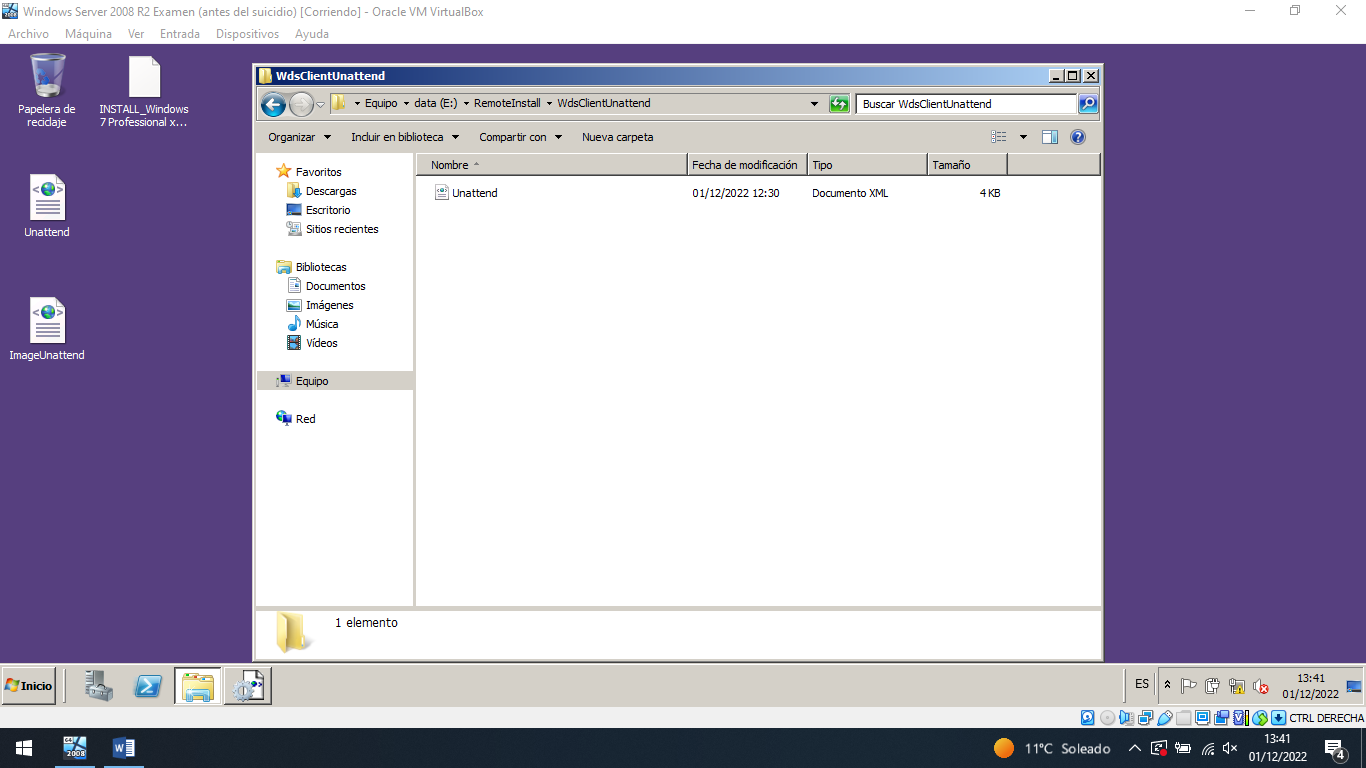 Windows Server 2008 R2 Examen (antes del suicidio) [Corriendo] - Oracle VM VirtualBox
Archivo Máquina Ver Entrada Dispositivos Ayuda
Papelera de
reciclaje
INSTALL_Windows
7 Professional x...
Unattend
ImageUnattend
WdsClientUnattend
Equipo data (E:) RemoteInstall WdsClientUnattend
Buscar WdsClientUnattend
Organizar Incluir en biblioteca Compartir con Nueva carpeta
Favoritos
Descargas
Escritorio
Sitios recientes
Bibliotecas
Documentos
Imágenes
Música
Vídeos
Equipo
Red
Nombre Fecha de modificación Tipo Tamaño
Unattend 01/12/2022 12:30 Documento XML 4 KB
1 elemento
Inicio
ES
13:41
01/12/2022
CTRL DERECHA
2008
11°C Soleado
13:41
01/12/2022
4